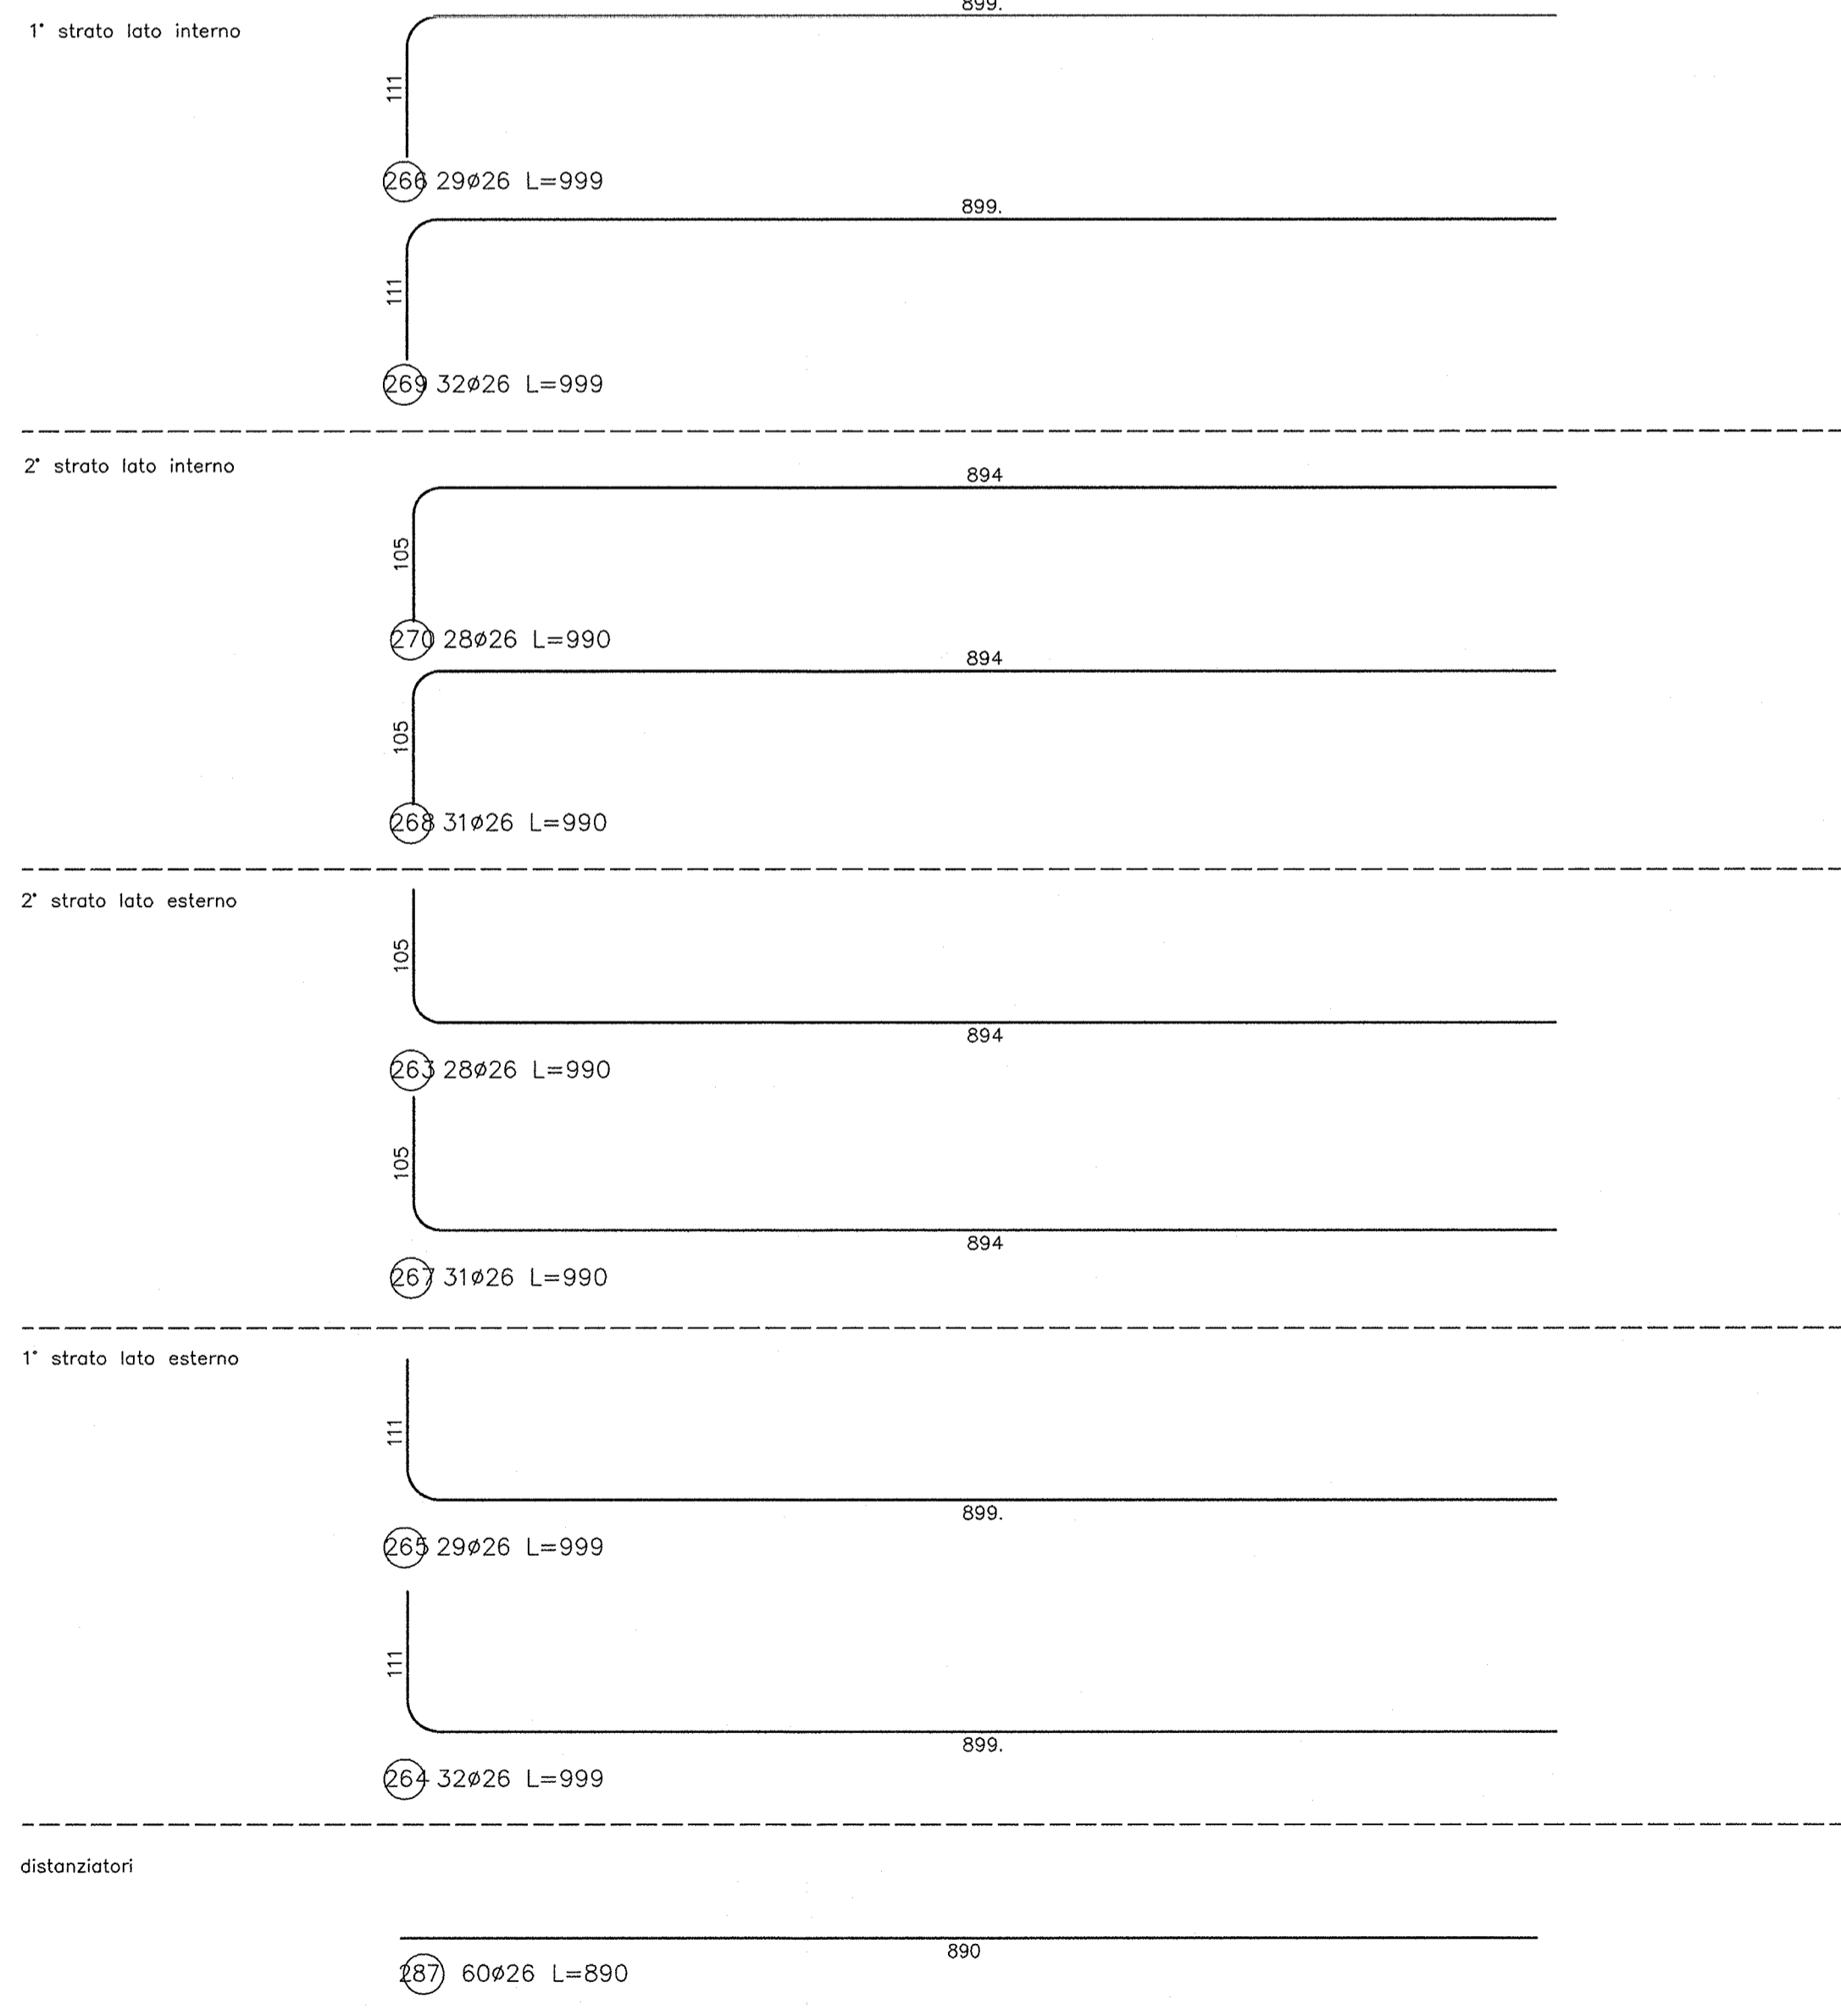 899.
1° strato lato interno
111
266 29ø26 L=999
899.
111
269 32ø26 L=999
2° strato lato interno
894
105
270 28ø26 L=990
894
105
268 31ø26 L=990
2° strato lato esterno
105
894
263 28ø26 L=990
105
894
267 31ø26 L=990
1° strato lato esterno
111
899.
265 29ø26 L=999
111
899.
264 32ø26 L=999
distanziatori
890
287 60ø26 L=890